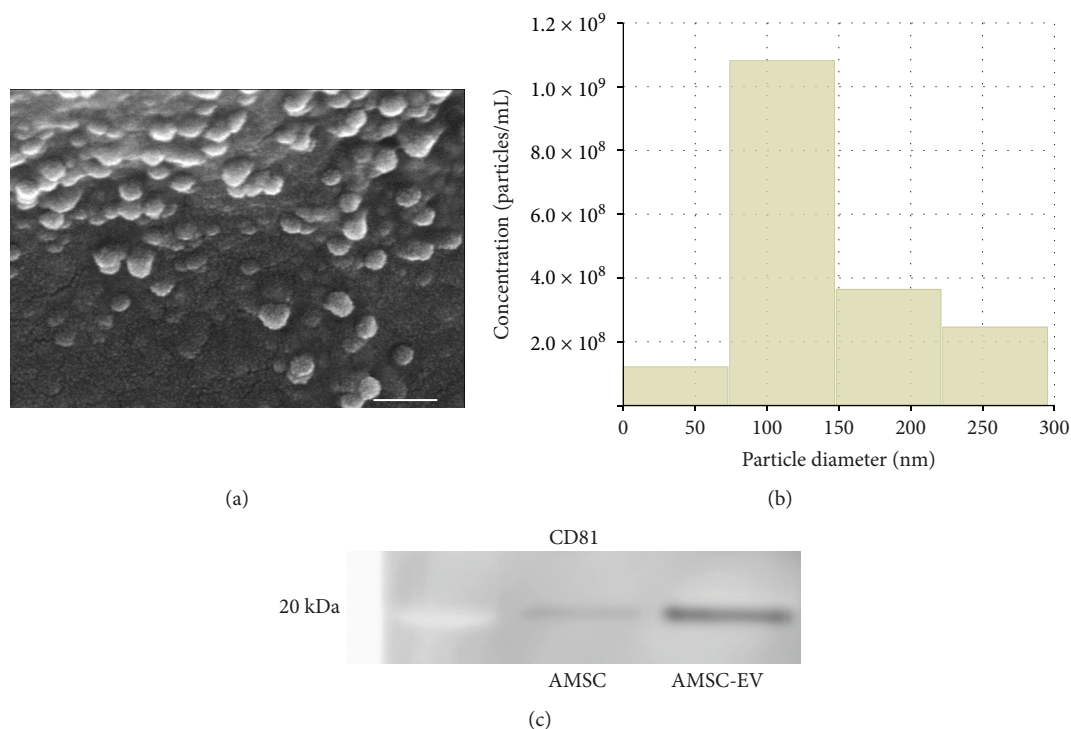 (a)
Concentration (particles/mL)
1.2 × 10⁹
1.0 × 10⁹
8.0 × 10⁸
6.0 × 10⁸
4.0 × 10⁸
2.0 × 10⁸
0 50 100 150 200 250 300
Particle diameter (nm)
(b)
CD81
20 kDa
AMSC AMSC-EV
(c)